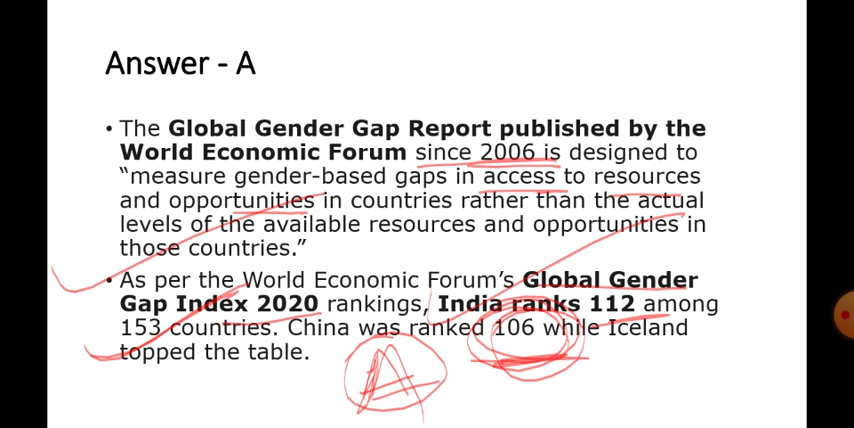 Answer - A
• The Global Gender Gap Report published by the
World Economic Forum since 2006 is designed to
“measure gender-based gaps in access to resources
and opportunities in countries rather than the actual
levels of the available resources and opportunities in
those countries.”
• As per the World Economic Forum’s Global Gender
Gap Index 2020 rankings, India ranks 112 among
153 countries. China was ranked 106 while Iceland
topped the table.
A